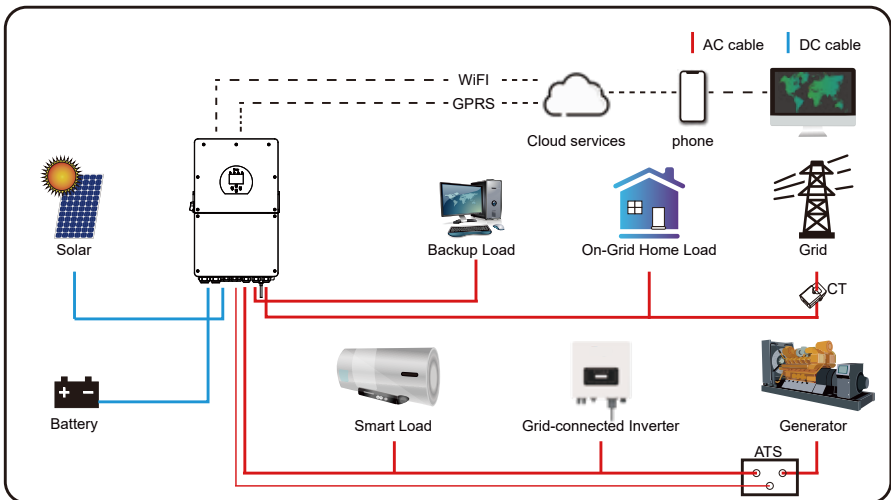 AC cable
DC cable
WiFI
GPRS
Cloud services
phone
Solar
Backup Load
On-Grid Home Load
Grid
CT
Battery
Smart Load
Grid-connected Inverter
Generator
ATS